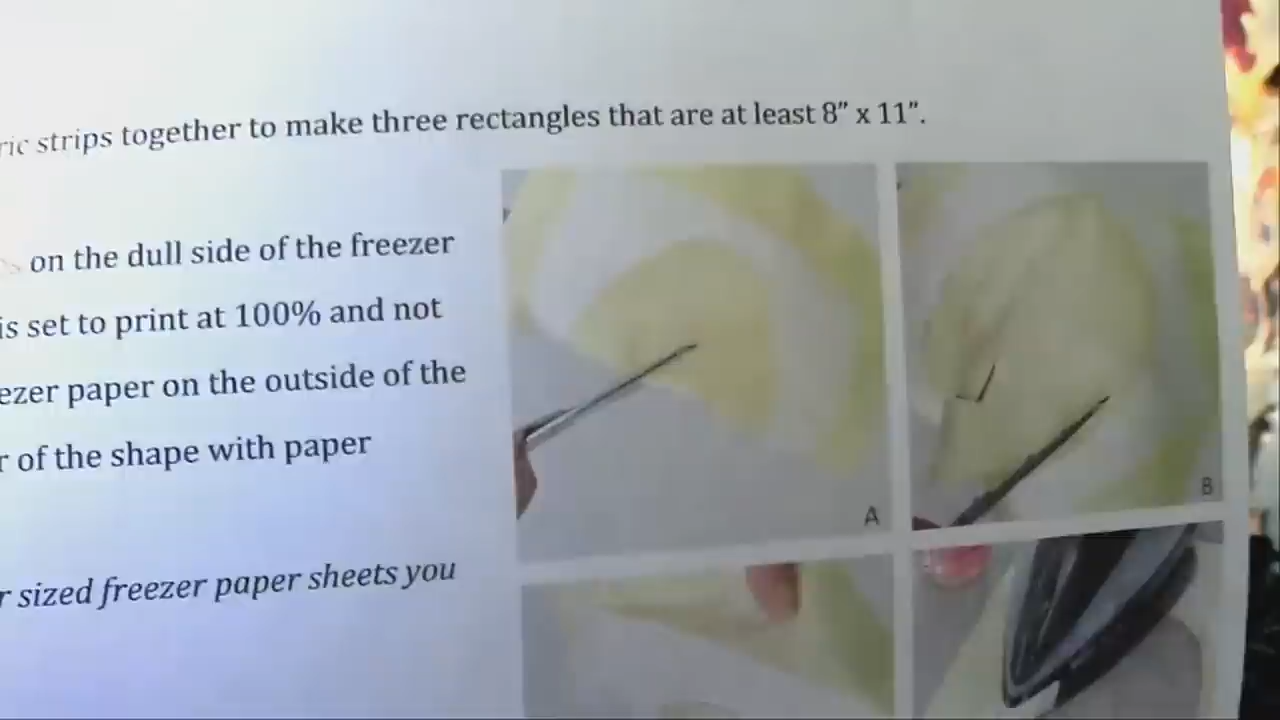 strips together to make three rectangles that are at least 8" x 11".
on the dull side of the freezer
is set to print at 100% and not
ezer paper on the outside of the
r of the shape with paper
r sized freezer paper sheets you
A
B